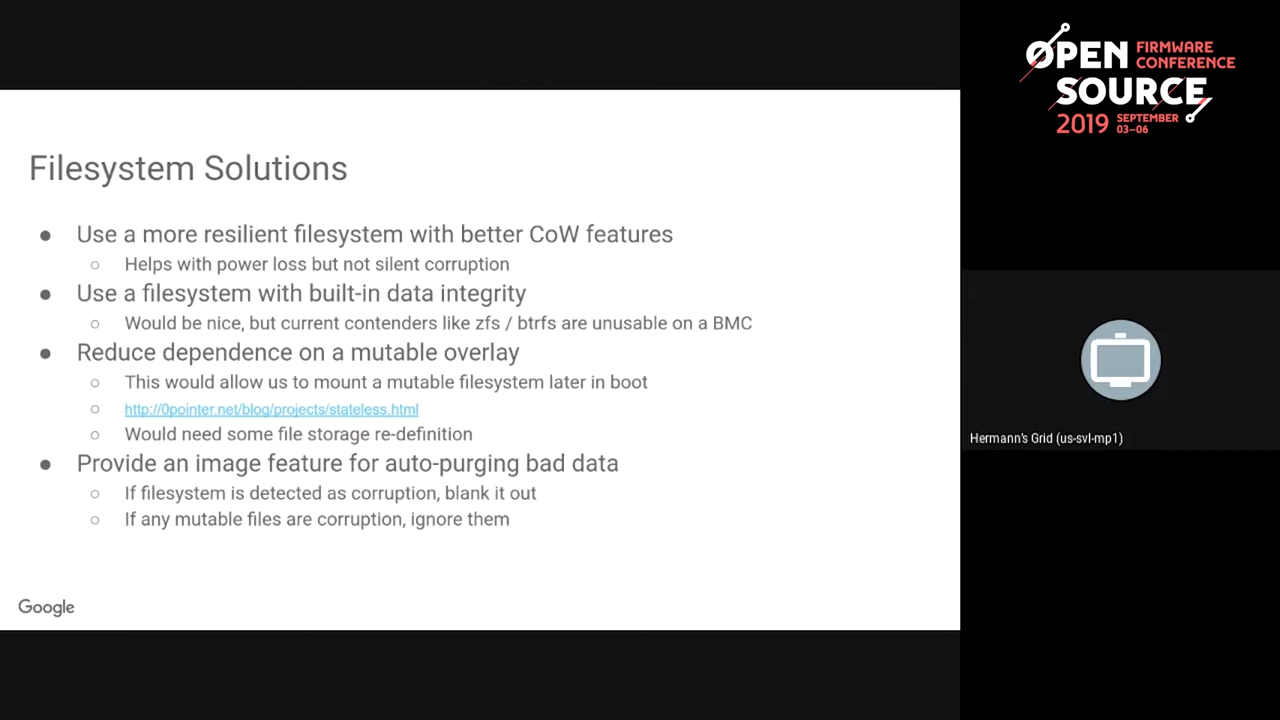 Filesystem Solutions
● Use a more resilient filesystem with better CoW features
○ Helps with power loss but not silent corruption
● Use a filesystem with built-in data integrity
○ Would be nice, but current contenders like zfs / btrfs are unusable on a BMC
● Reduce dependence on a mutable overlay
○ This would allow us to mount a mutable filesystem later in boot
○ http://0pointer.net/blog/projects/stateless.html
○ Would need some file storage re-definition
● Provide an image feature for auto-purging bad data
○ If filesystem is detected as corruption, blank it out
○ If any mutable files are corruption, ignore them
Google
OPEN FIRMWARE
CONFERENCE
SOURCE
2019 SEPTEMBER
03–06
Hermann's Grid (us-svl-mp1)